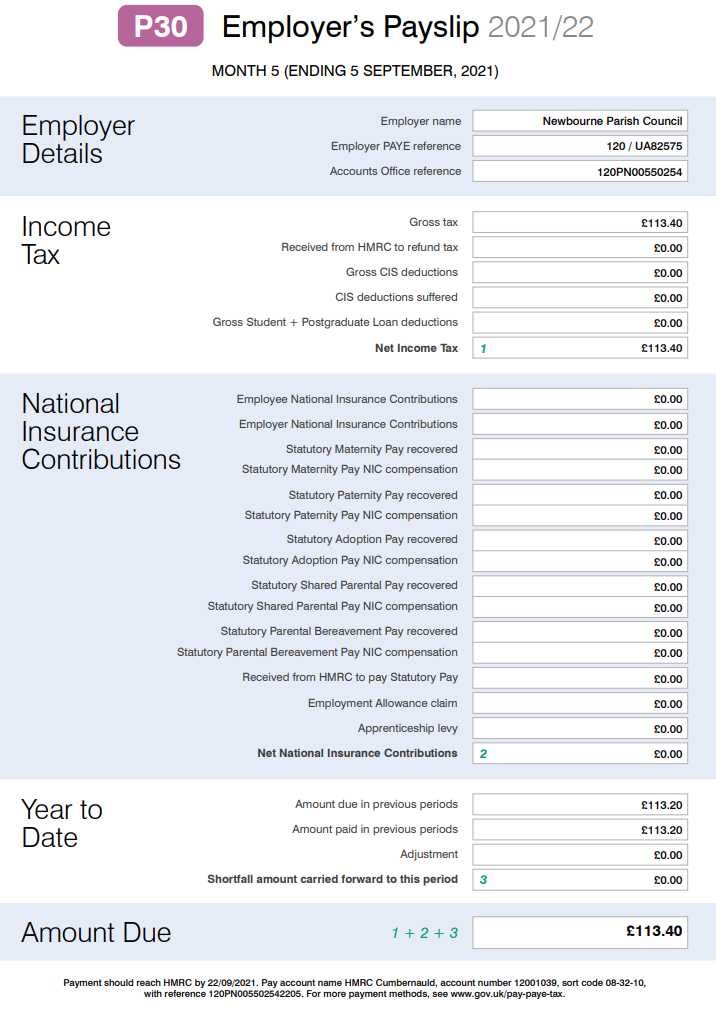 P30 Employer's Payslip 2021/22
MONTH 5 (ENDING 5 SEPTEMBER, 2021)
Employer
Details
Employer name Newbourne Parish Council
Employer PAYE reference 120 / UA82575
Accounts Office reference 120PN00550254
Income
Tax
Gross tax £113.40
Received from HMRC to refund tax £0.00
Gross CIS deductions £0.00
CIS deductions suffered £0.00
Gross Student + Postgraduate Loan deductions £0.00
Net Income Tax 1 £113.40
National
Insurance
Contributions
Employee National Insurance Contributions £0.00
Employer National Insurance Contributions £0.00
Statutory Maternity Pay recovered £0.00
Statutory Maternity Pay NIC compensation £0.00
Statutory Paternity Pay recovered £0.00
Statutory Paternity Pay NIC compensation £0.00
Statutory Adoption Pay recovered £0.00
Statutory Adoption Pay NIC compensation £0.00
Statutory Shared Parental Pay recovered £0.00
Statutory Shared Parental Pay NIC compensation £0.00
Statutory Parental Bereavement Pay recovered £0.00
Statutory Parental Bereavement Pay NIC compensation £0.00
Received from HMRC to pay Statutory Pay £0.00
Employment Allowance claim £0.00
Apprenticeship levy £0.00
Net National Insurance Contributions 2 £0.00
Year to
Date
Amount due in previous periods £113.20
Amount paid in previous periods £113.20
Adjustment £0.00
Shortfall amount carried forward to this period 3 £0.00
Amount Due 1 + 2 + 3 £113.40
Payment should reach HMRC by 22/09/2021. Pay account name HMRC Cumbernauld, account number 12001039, sort code 08-32-10,
with reference 120PN005502542205. For more payment methods, see www.gov.uk/pay-paye-tax.